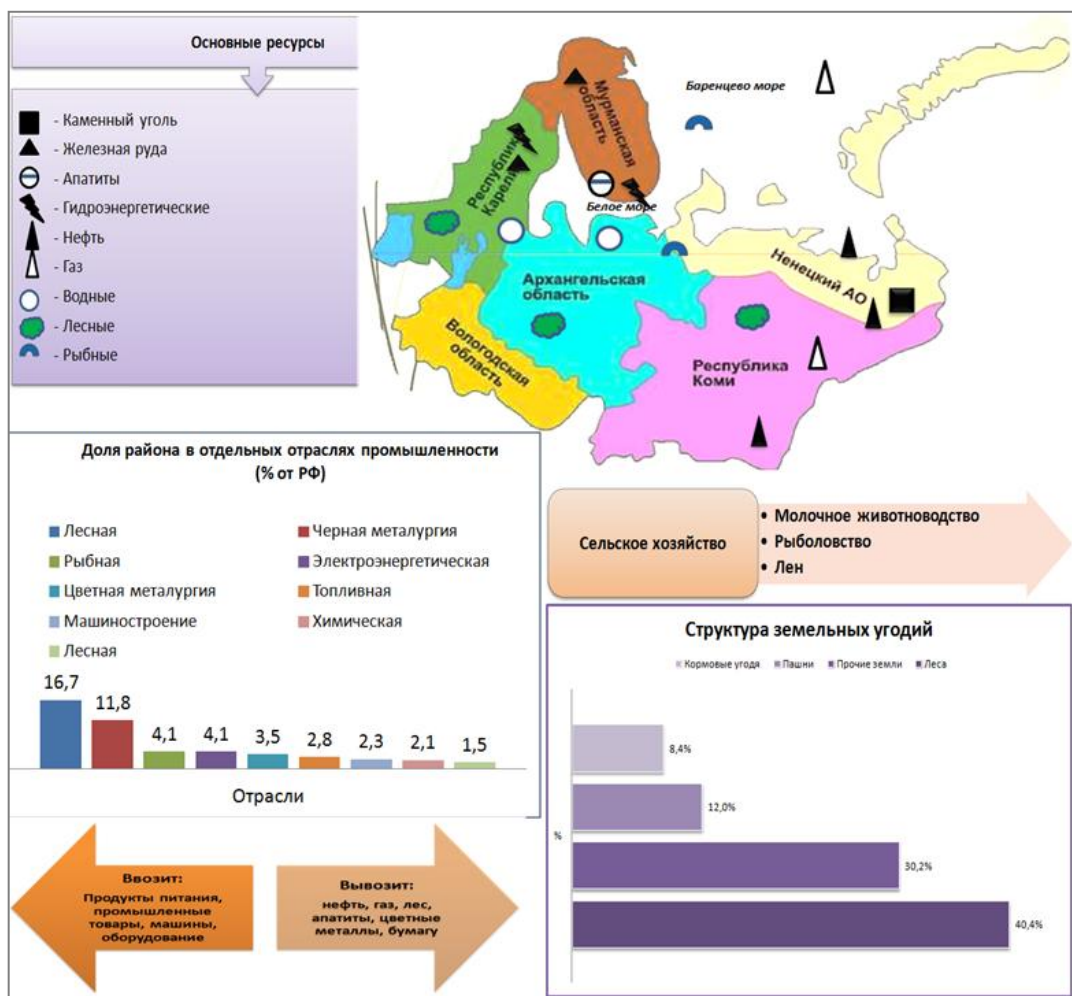 Основные ресурсы
- Каменный уголь
- Железная руда
- Апатиты
- Гидроэнергетические
- Нефть
- Газ
- Водные
- Лесные
- Рыбные
Баренцево море
Мурманская
область
Республика
Карелия
Белое море
Архангельская
область
Ненецкий АО
Вологодская
область
Республика
Коми
Доля района в отдельных отраслях промышленности
(% от РФ)
Лесная
Черная металургия
Рыбная
Электроэнергетическая
Цветная металургия
Топливная
Машиностроение
Химическая
Лесная
16,7
11,8
4,1
4,1
3,5
2,8
2,3
2,1
1,5
Отрасли
Сельское хозяйство
• Молочное животноводство
• Рыболовство
• Лен
Структура земельных угодий
Кормовые угодя
Пашни
Прочие земли
Леса
8,4%
12,0%
%
30,2%
40,4%
Ввозит:
Продукты питания,
промышленные
товары, машины,
оборудование
Вывозит:
нефть, газ, лес,
апатиты, цветные
металлы, бумагу